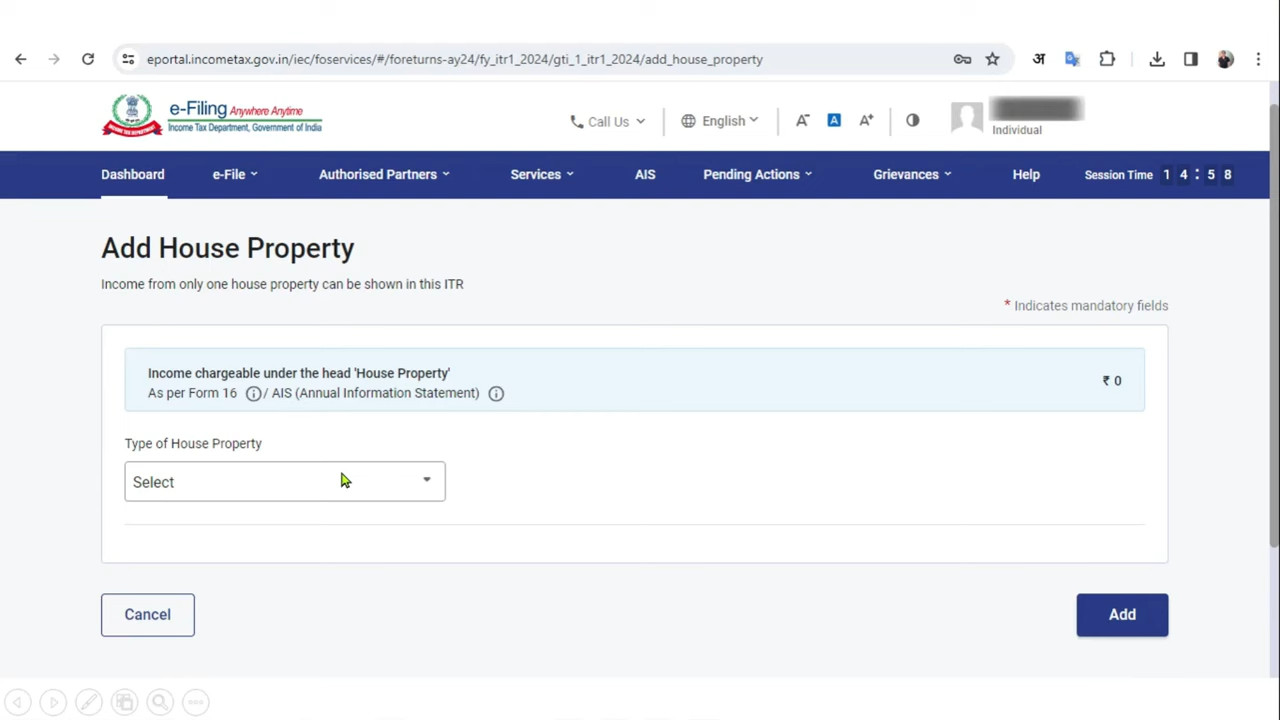 eportal.incometax.gov.in/iec/foservices/#/foreturns-ay24/fy_itr1_2024/gti_1_itr1_2024/add_house_property
अ
e-Filing Anywhere Anytime
Income Tax Department, Government of India
Call Us
English
A-
A
A+
Individual
Dashboard
e-File
Authorised Partners
Services
AIS
Pending Actions
Grievances
Help
Session Time 1 4 : 5 8
Add House Property
Income from only one house property can be shown in this ITR
* Indicates mandatory fields
Income chargeable under the head 'House Property'
As per Form 16 / AIS (Annual Information Statement)
₹ 0
Type of House Property
Select
Cancel
Add